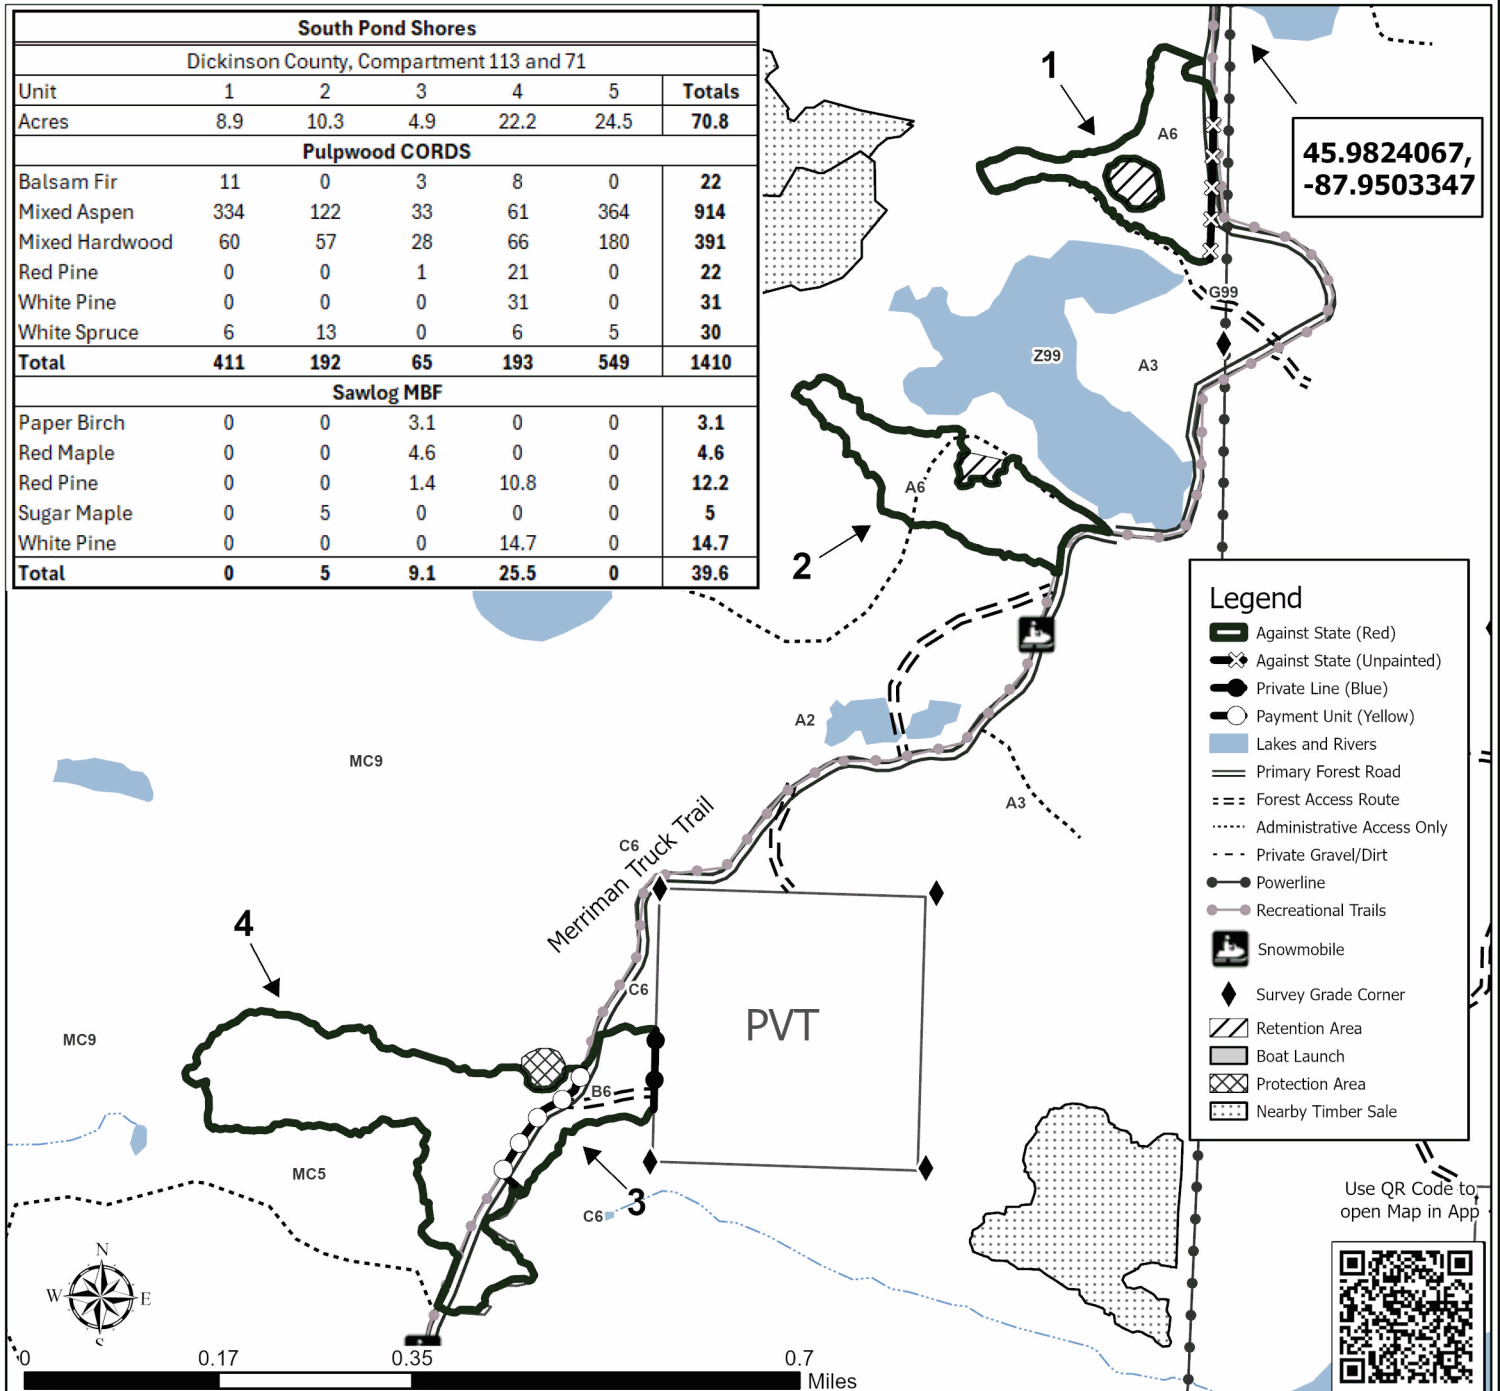 South Pond Shores
Dickinson County, Compartment 113 and 71
Unit 1 2 3 4 5 Totals
Acres 8.9 10.3 4.9 22.2 24.5 70.8
Pulpwood CORDS
Balsam Fir 11 0 3 8 0 22
Mixed Aspen 334 122 33 61 364 914
Mixed Hardwood 60 57 28 66 180 391
Red Pine 0 0 1 21 0 22
White Pine 0 0 0 31 0 31
White Spruce 6 13 0 6 5 30
Total 411 192 65 193 549 1410
Sawlog MBF
Paper Birch 0 0 3.1 0 0 3.1
Red Maple 0 0 4.6 0 0 4.6
Red Pine 0 0 1.4 10.8 0 12.2
Sugar Maple 0 5 0 0 0 5
White Pine 0 0 0 14.7 0 14.7
Total 0 5 9.1 25.5 0 39.6
1
A6
45.9824067,
-87.9503347
G99
Z99
A3
A6
2
A2
MC9
A3
C6
Merriman Truck Trail
4
C6
PVT
MC9
B6
MC5
3
C6
Legend
Against State (Red)
Against State (Unpainted)
Private Line (Blue)
Payment Unit (Yellow)
Lakes and Rivers
Primary Forest Road
Forest Access Route
Administrative Access Only
Private Gravel/Dirt
Powerline
Recreational Trails
Snowmobile
Survey Grade Corner
Retention Area
Boat Launch
Protection Area
Nearby Timber Sale
Use QR Code to
open Map in App
N
W E
S
0 0.17 0.35 0.7
Miles